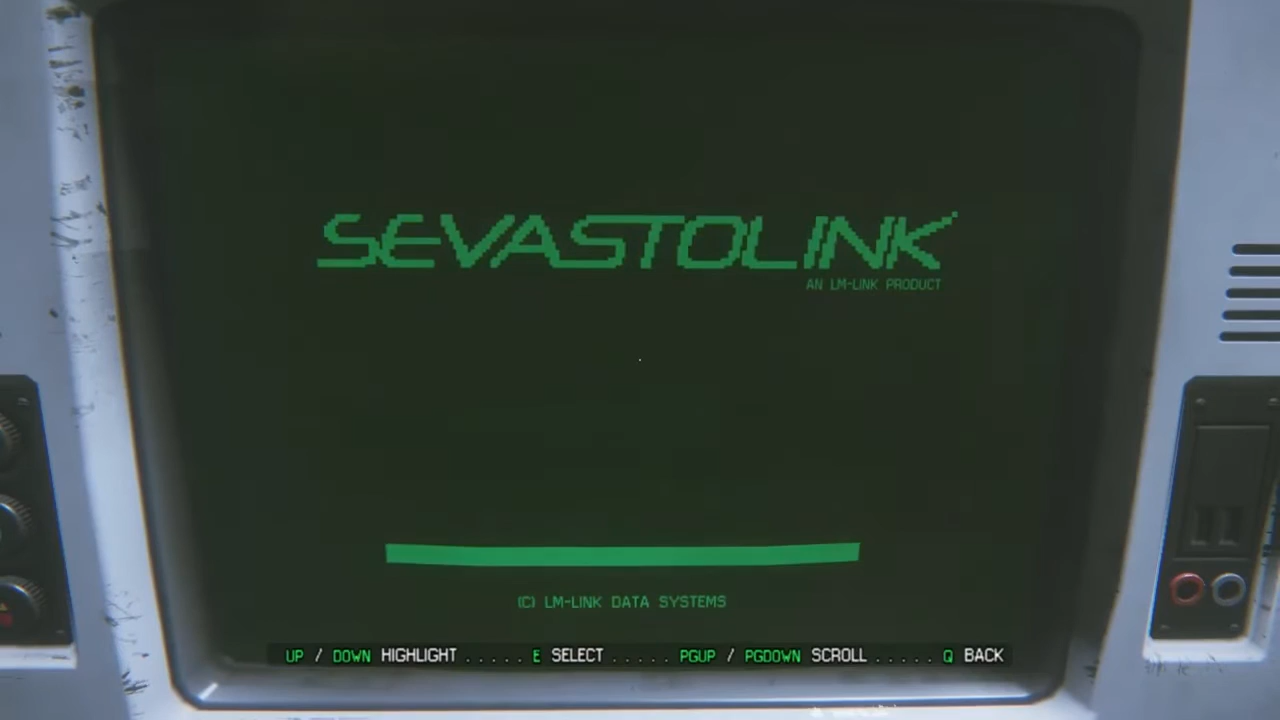 SEVASTOLINK
AN LM-LINK PRODUCT
(C) LM-LINK DATA SYSTEMS
UP / DOWN HIGHLIGHT ..... E SELECT ..... PGUP / PGDOWN SCROLL ..... Q BACK